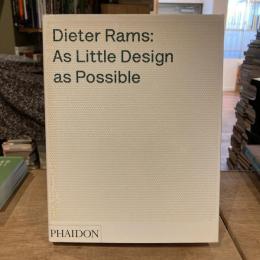 Dieter Rams:
As Little Design
as Possible
PHAIDON